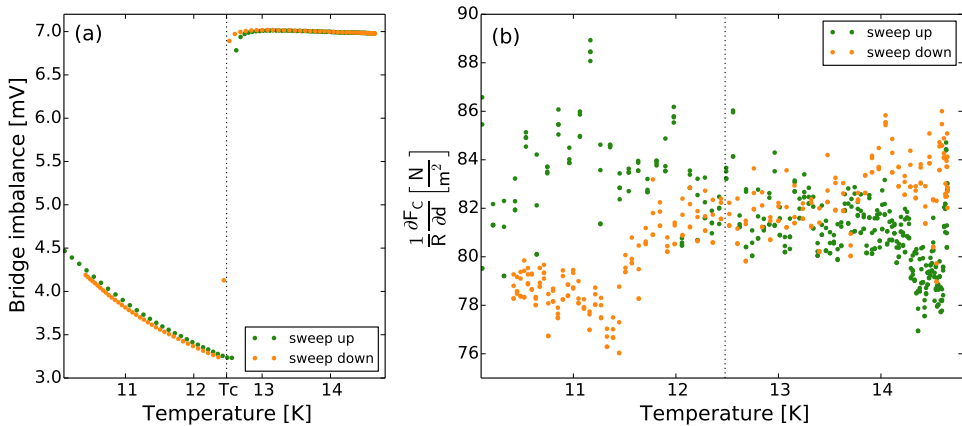 (a)
7.0
6.5
6.0
5.5
5.0
4.5
4.0
3.5
3.0
Bridge imbalance [mV]
11 12 Tc 13 14
Temperature [K]
sweep up
sweep down
(b)
90
88
86
84
82
80
78
76
1/R ∂F_C/∂d [N/m²]
11 12 13 14
Temperature [K]
sweep up
sweep down